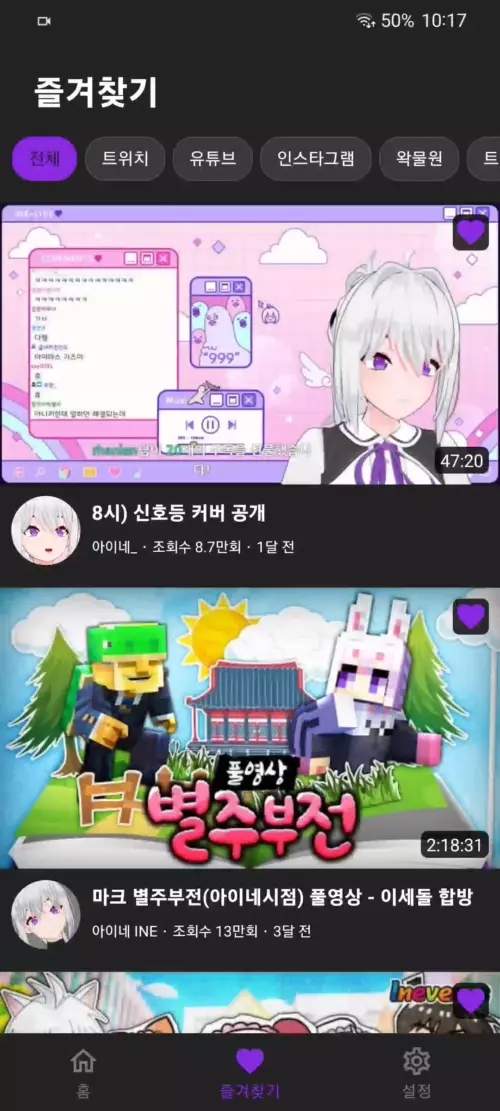 50% 10:17
즐겨찾기
전체 트위치 유튜브 인스타그램 왁물원 트
다행
휴
휴
"999"
Music
47:20
8시) 신호등 커버 공개
아이네_ · 조회수 8.7만회 · 1달 전
풀영상
별주부전
2:18:31
마크 별주부전(아이네시점) 풀영상 - 이세돌 합방
아이네 INE · 조회수 13만회 · 3달 전
홈 즐겨찾기 설정